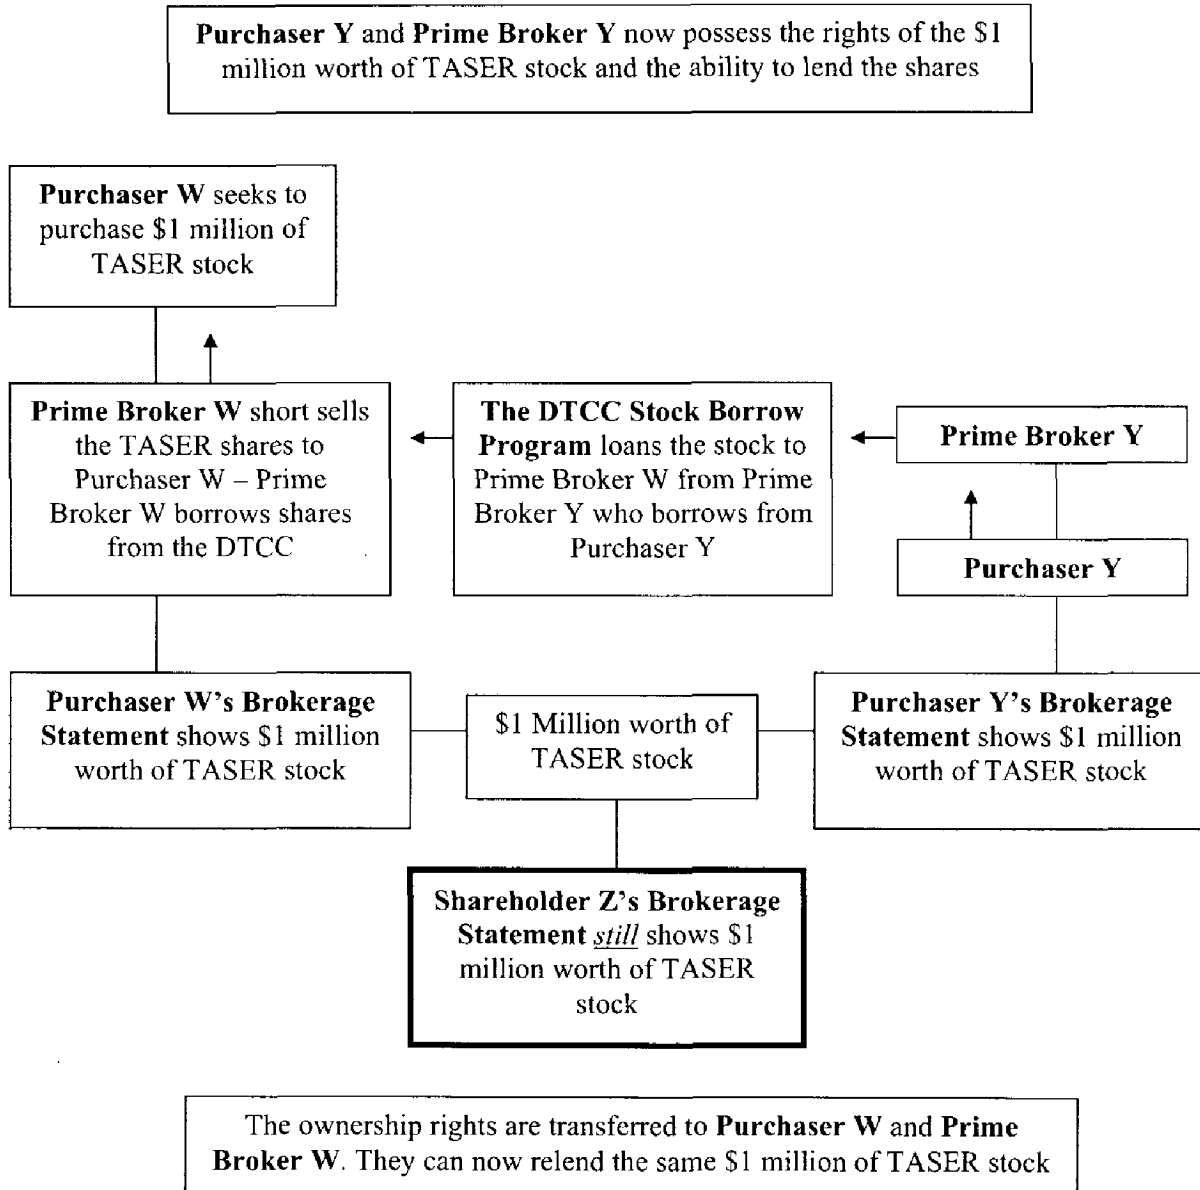 Purchaser Y and Prime Broker Y now possess the rights of the $1
million worth of TASER stock and the ability to lend the shares
Purchaser W seeks to
purchase $1 million of
TASER stock
Prime Broker W short sells
the TASER shares to
Purchaser W – Prime
Broker W borrows shares
from the DTCC
The DTCC Stock Borrow
Program loans the stock to
Prime Broker W from Prime
Broker Y who borrows from
Purchaser Y
Prime Broker Y
Purchaser Y
Purchaser W's Brokerage
Statement shows $1 million
worth of TASER stock
$1 Million worth of
TASER stock
Purchaser Y's Brokerage
Statement shows $1 million
worth of TASER stock
Shareholder Z's Brokerage
Statement still shows $1
million worth of TASER
stock
The ownership rights are transferred to Purchaser W and Prime
Broker W. They can now relend the same $1 million of TASER stock